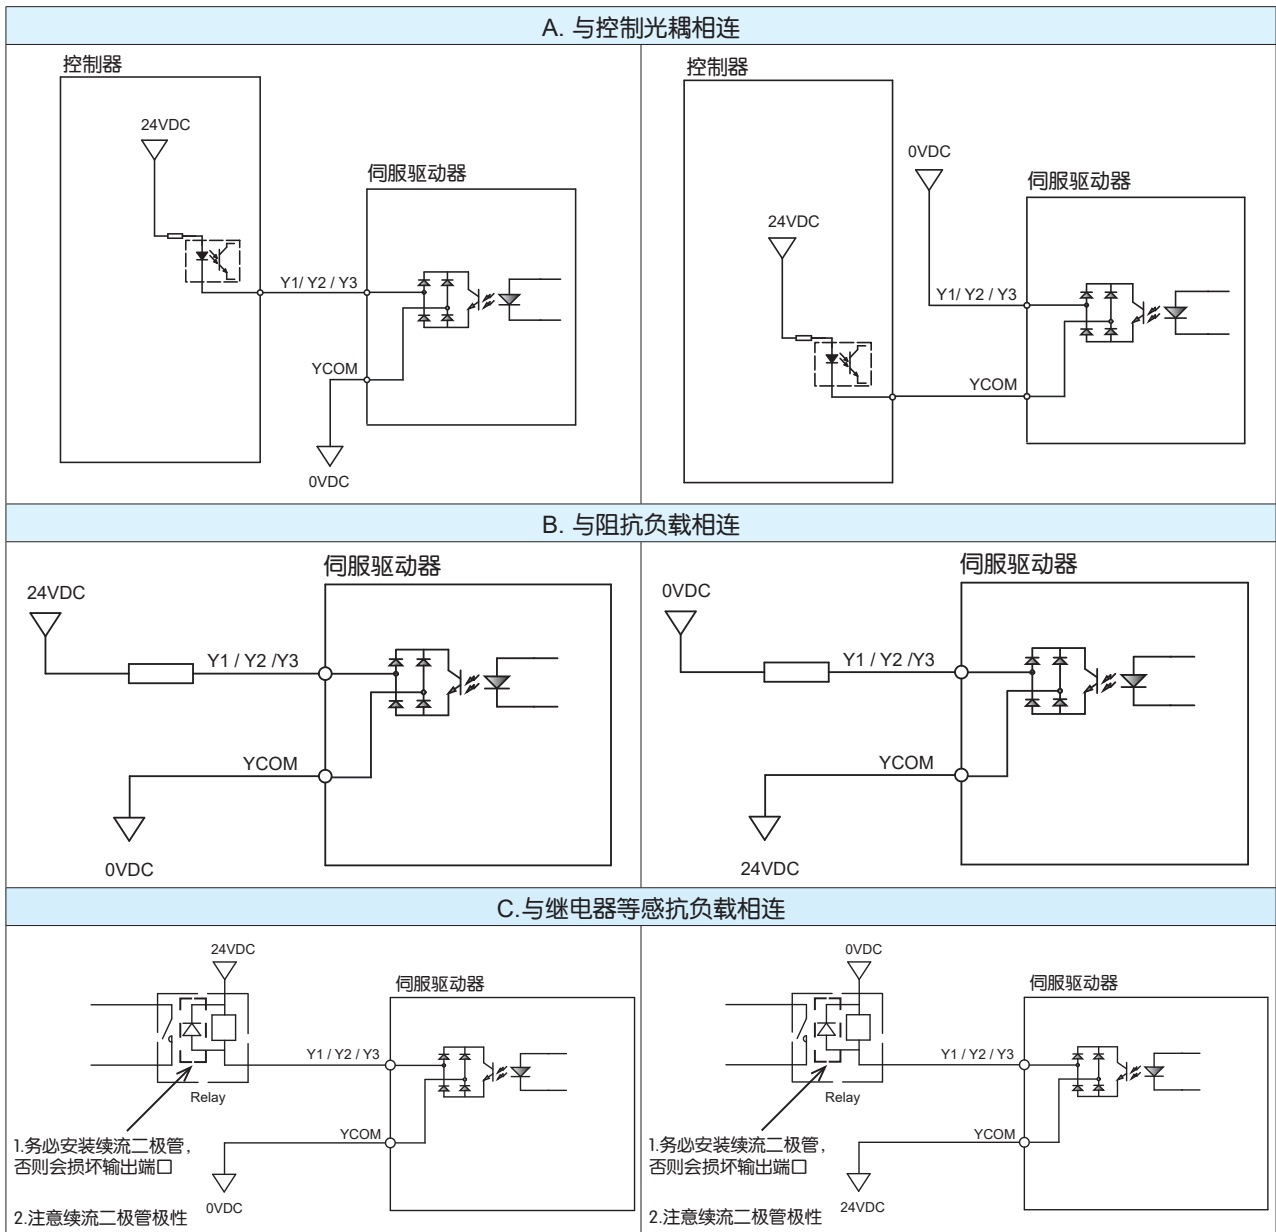 A. 与控制光耦相连
控制器
24VDC
伺服驱动器
Y1/ Y2 / Y3
YCOM
0VDC
控制器
0VDC
伺服驱动器
24VDC
Y1/ Y2 / Y3
YCOM
B. 与阻抗负载相连
伺服驱动器
24VDC
Y1 / Y2 /Y3
YCOM
0VDC
伺服驱动器
0VDC
Y1 / Y2 /Y3
YCOM
24VDC
C.与继电器等感抗负载相连
24VDC
伺服驱动器
Y1 / Y2 / Y3
Relay
YCOM
1.务必安装续流二极管，
否则会损坏输出端口
0VDC
2.注意续流二极管极性
0VDC
伺服驱动器
Y1 / Y2 / Y3
Relay
YCOM
1.务必安装续流二极管，
否则会损坏输出端口
24VDC
2.注意续流二极管极性